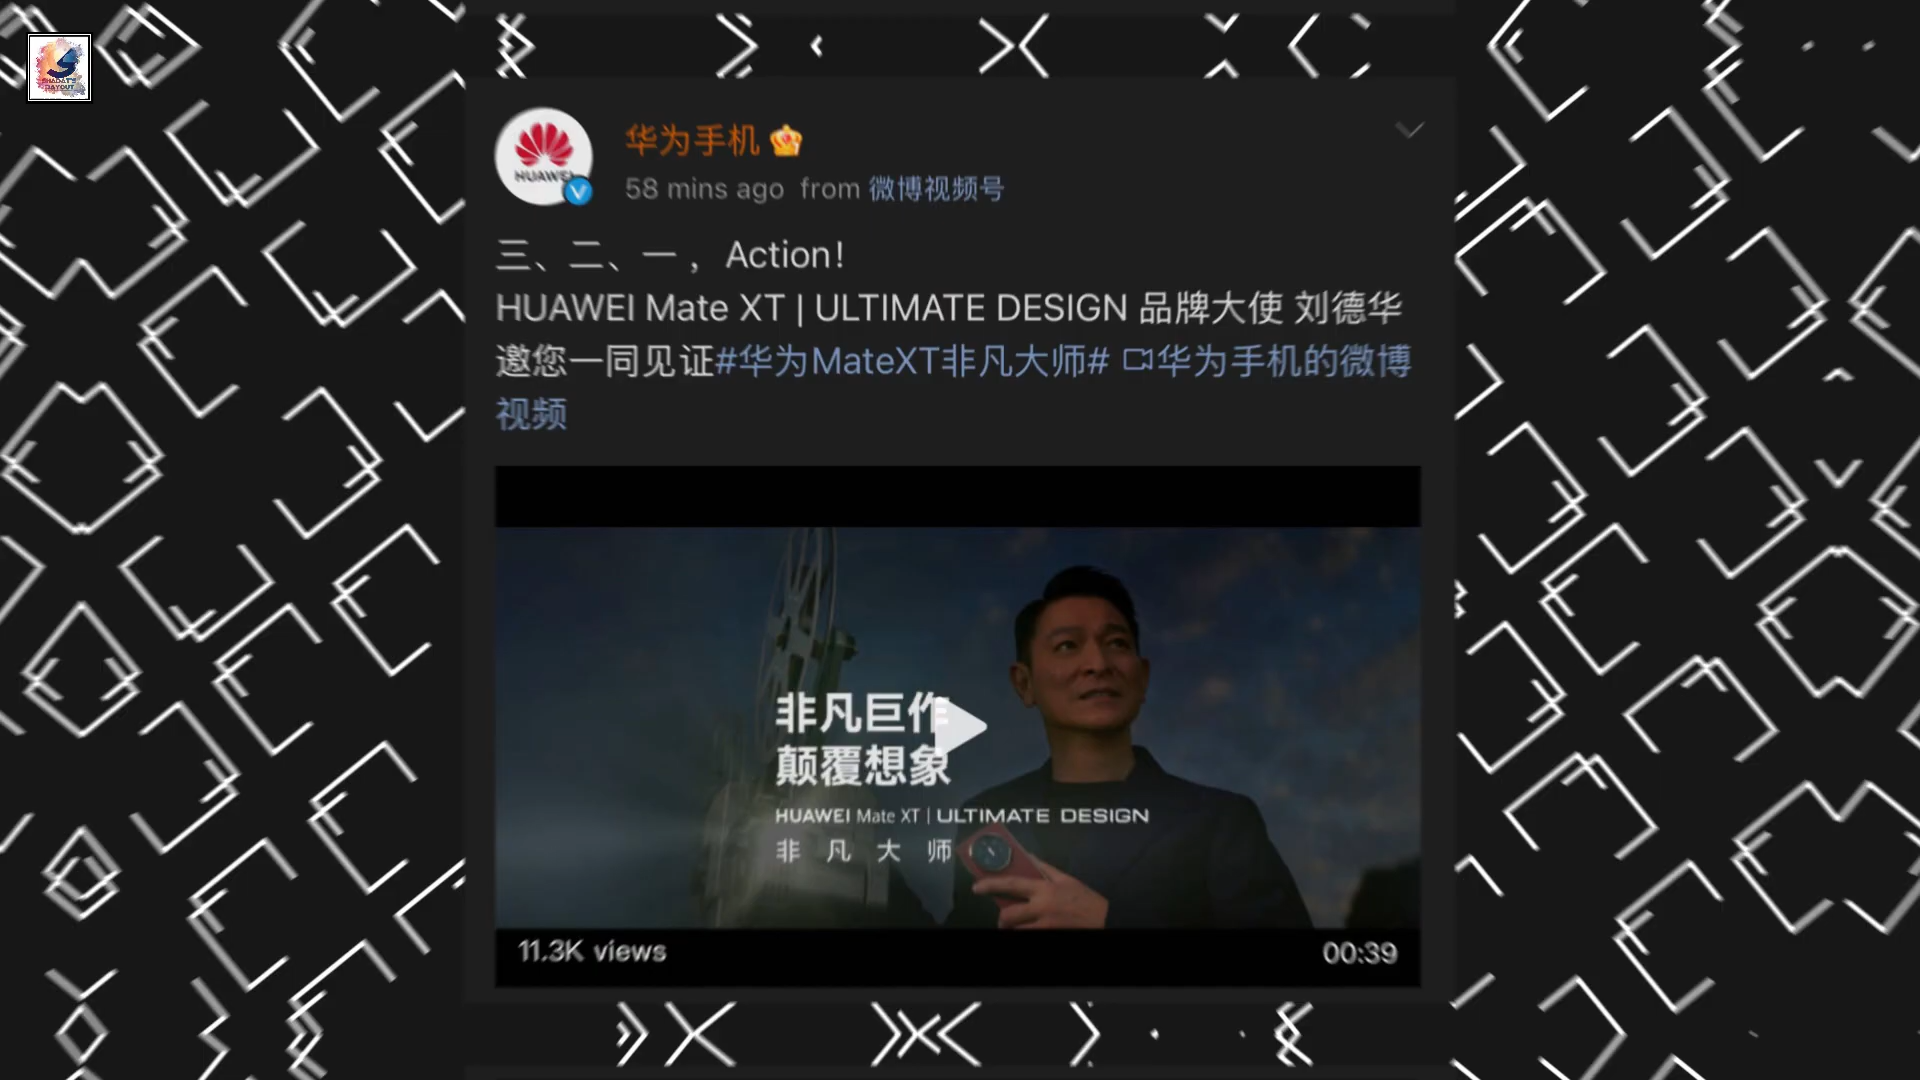 SHADAT'S
DAYOUT
HUAWEI
华为手机
58 mins ago from 微博视频号
三、二、一，Action！
HUAWEI Mate XT | ULTIMATE DESIGN 品牌大使 刘德华
邀您一同见证#华为MateXT非凡大师# 华为手机的微博
视频
非凡巨作
颠覆想象
HUAWEI Mate XT | ULTIMATE DESIGN
非凡大师
11.3K views
00:39